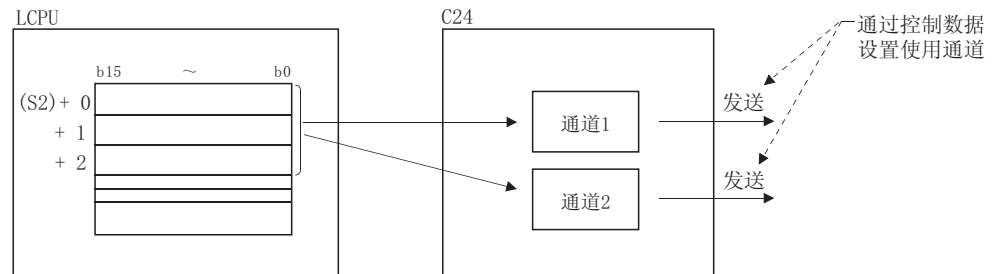 LCPU
C24
通过控制数据
设置使用通道
b15 ～ b0
(S2)+ 0
+ 1
+ 2
通道1
发送
通道2
发送